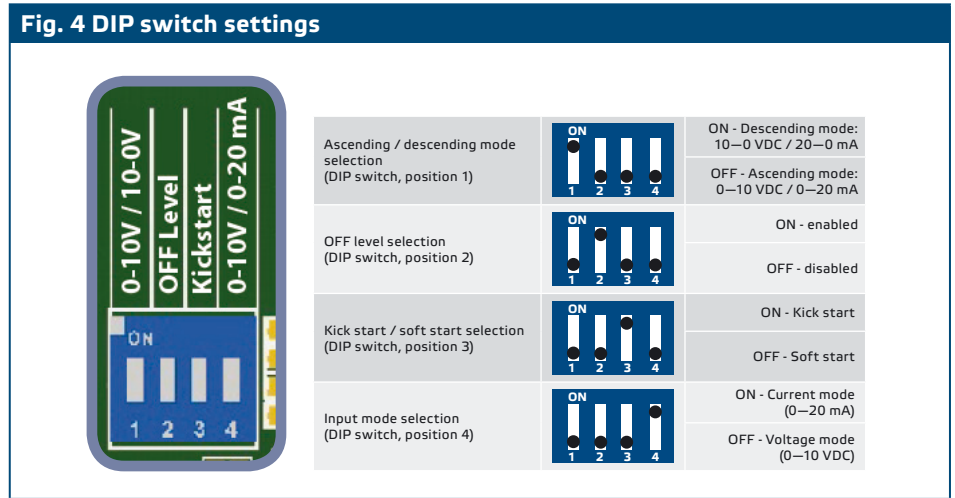 Fig. 4 DIP switch settings
0-10V / 10-0V
OFF Level
Kickstart
0-10V / 0-20 mA
ON
1 2 3 4
Ascending / descending mode
selection
(DIP switch, position 1)
ON
1 2 3 4
ON - Descending mode:
10—0 VDC / 20—0 mA
OFF - Ascending mode:
0—10 VDC / 0—20 mA
OFF level selection
(DIP switch, position 2)
ON
1 2 3 4
ON - enabled
OFF - disabled
Kick start / soft start selection
(DIP switch, position 3)
ON
1 2 3 4
ON - Kick start
OFF - Soft start
Input mode selection
(DIP switch, position 4)
ON
1 2 3 4
ON - Current mode
(0—20 mA)
OFF - Voltage mode
(0—10 VDC)